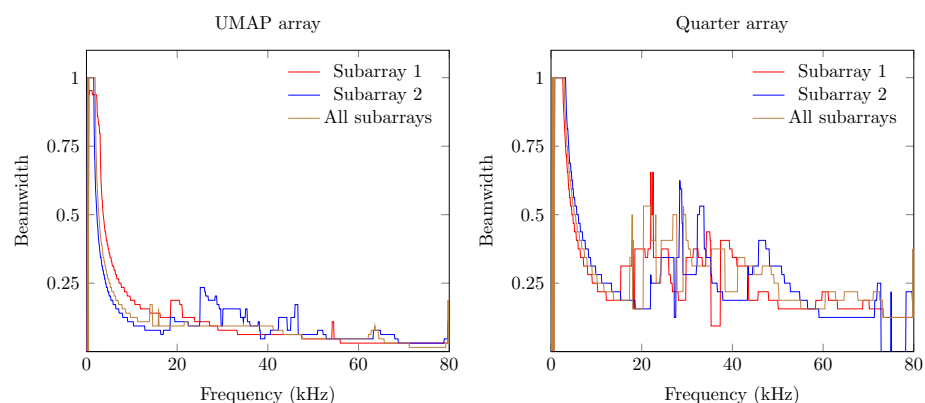 UMAP array
Quarter array
1
0.75
0.5
0.25
Beamwidth
0
20
40
60
80
Frequency (kHz)
Subarray 1
Subarray 2
All subarrays
1
0.75
0.5
0.25
Beamwidth
0
20
40
60
80
Frequency (kHz)
Subarray 1
Subarray 2
All subarrays